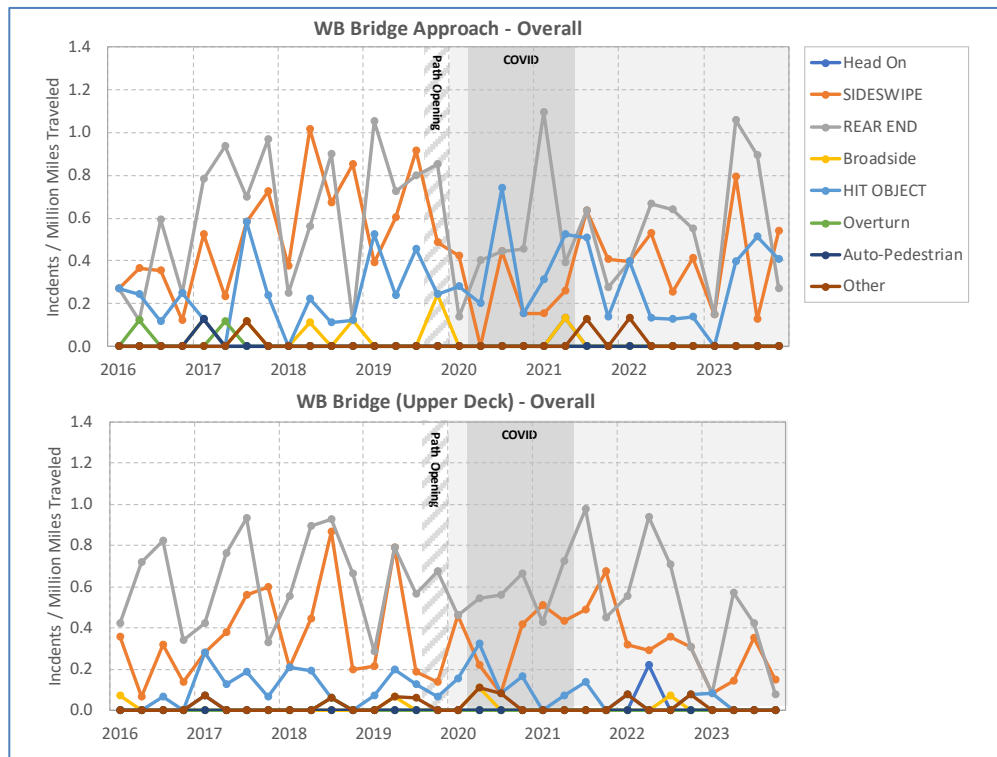 WB Bridge Approach - Overall
1.4
1.2
1.0
0.8
0.6
0.4
0.2
0.0
Incdents / Million Miles Traveled
Path Opening
COVID
2016 2017 2018 2019 2020 2021 2022 2023
Head On
SIDESWIPE
REAR END
Broadside
HIT OBJECT
Overturn
Auto-Pedestrian
Other
WB Bridge (Upper Deck) - Overall
1.4
1.2
1.0
0.8
0.6
0.4
0.2
0.0
Incdents / Million Miles Traveled
Path Opening
COVID
2016 2017 2018 2019 2020 2021 2022 2023